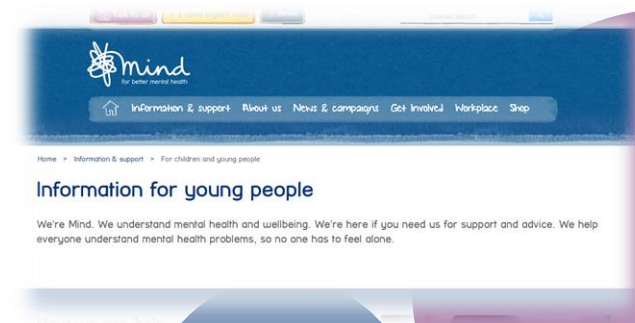 mind
for better mental health
Information & support About us News & campaigns Get Involved Workplace Shop
Home > Information & support > For children and young people
Information for young people
We're Mind. We understand mental health and wellbeing. We're here if you need us for support and advice. We help
everyone understand mental health problems, so no one has to feel alone.